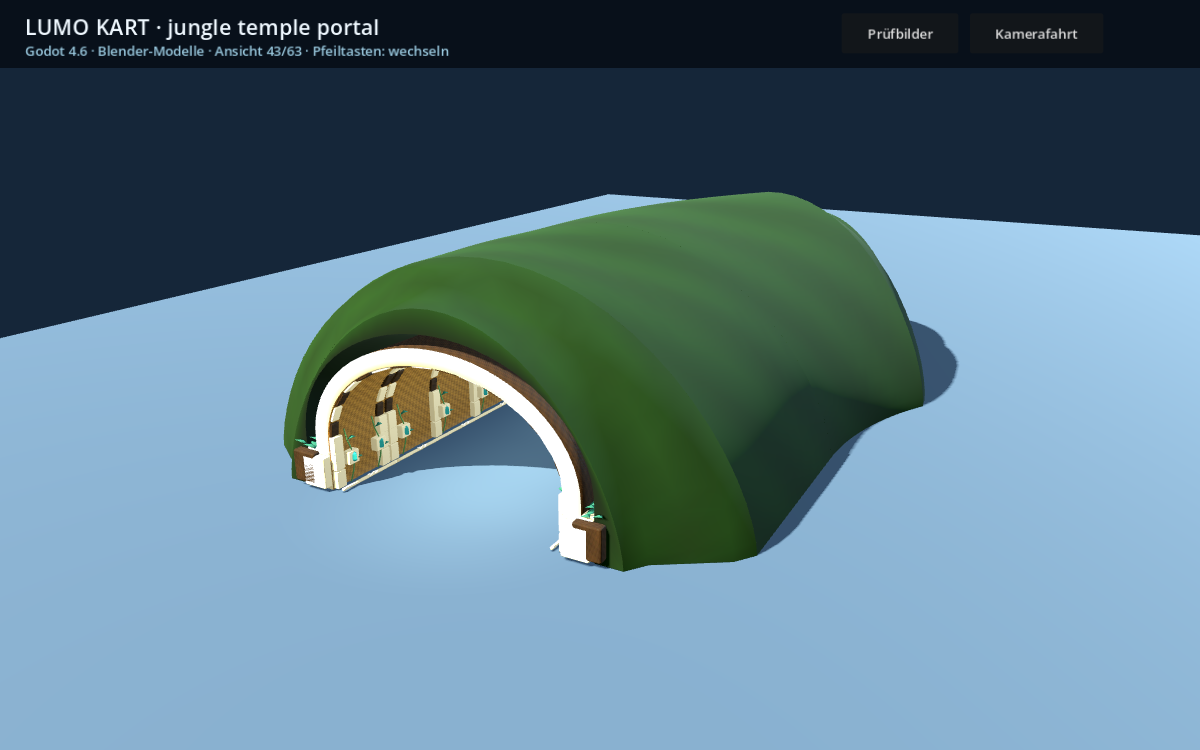 LUMO KART · jungle temple portal
Godot 4.6 · Blender-Modelle · Ansicht 43/63 · Pfeiltasten: wechseln
Prüfbilder
Kamerafahrt